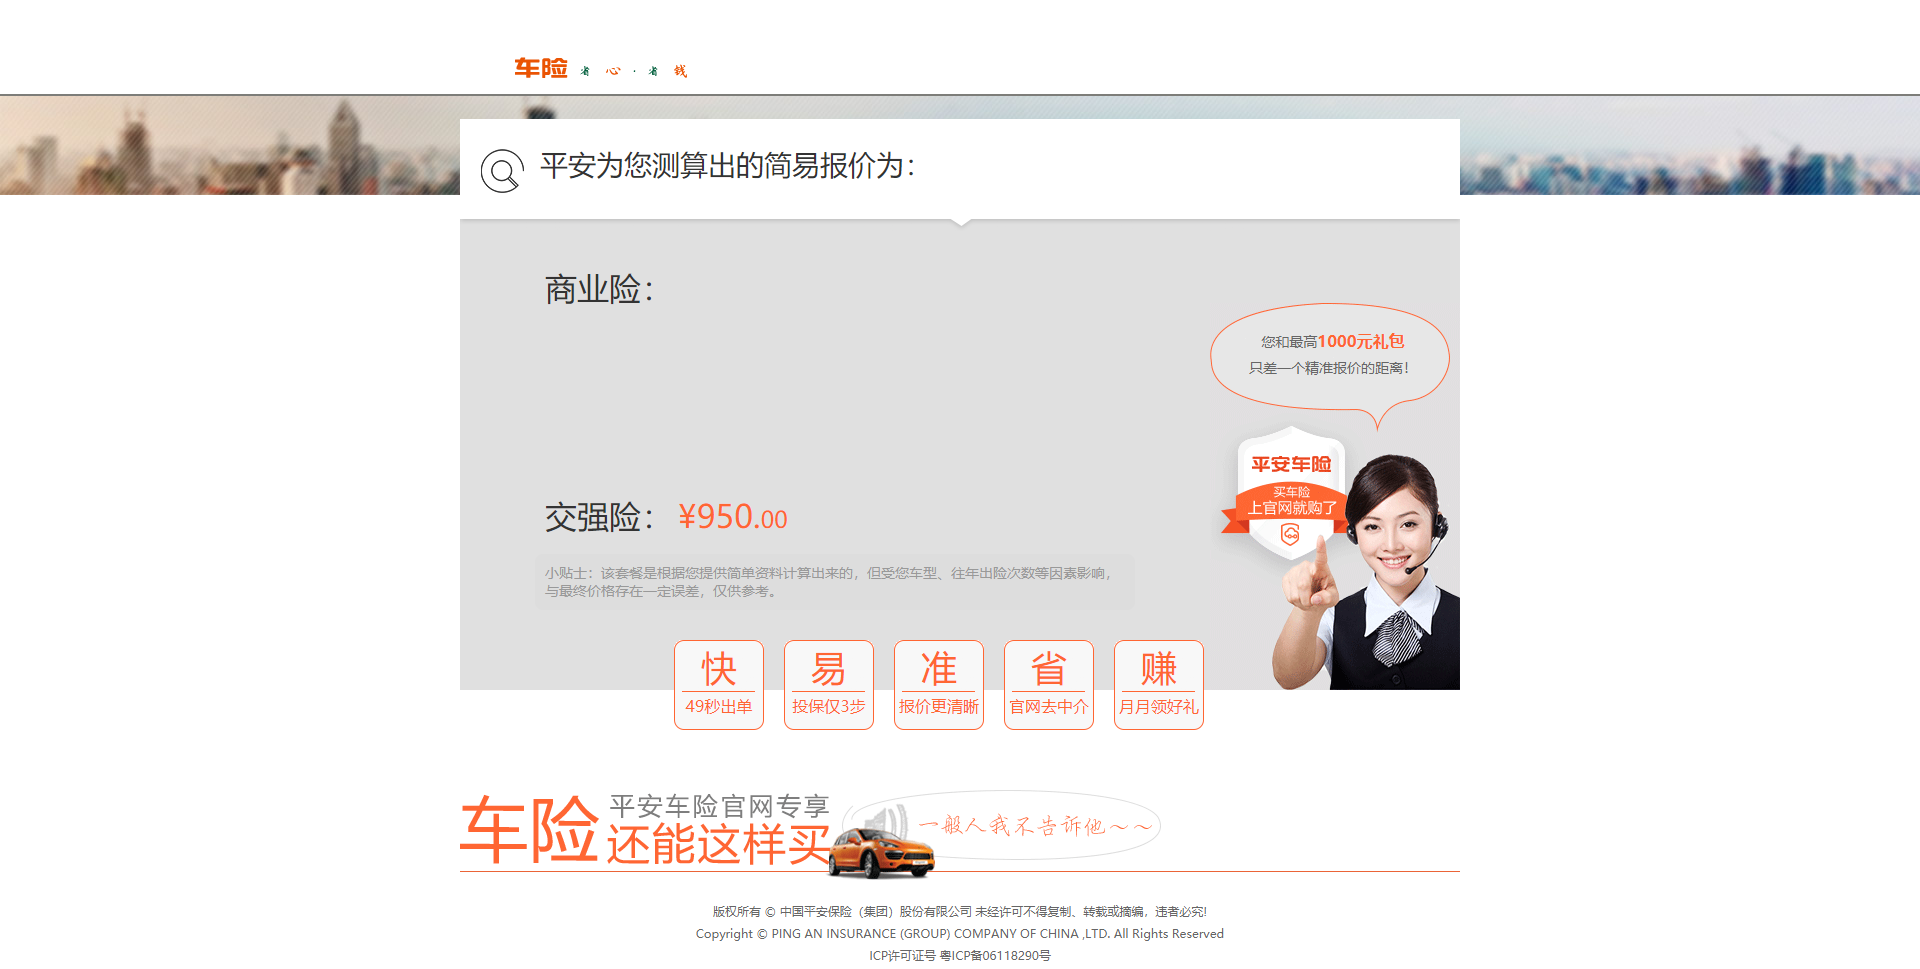 车险 省 心 · 省 钱
平安为您测算出的简易报价为：
商业险：
您和最高1000元礼包
只差一个精准报价的距离！
平安车险
买车险
上官网就购了
交强险： ¥950.00
小贴士：该套餐是根据您提供简单资料计算出来的，但受您车型、往年出险次数等因素影响，
与最终价格存在一定误差，仅供参考。
快 易 准 省 赚
49秒出单 投保仅3步 报价更清晰 官网去中介 月月领好礼
车险 平安车险官网专享
还能这样买
一般人我不告诉他～～
版权所有 © 中国平安保险（集团）股份有限公司 未经许可不得复制、转载或摘编，违者必究!
Copyright © PING AN INSURANCE (GROUP) COMPANY OF CHINA ,LTD. All Rights Reserved
ICP许可证号 粤ICP备06118290号